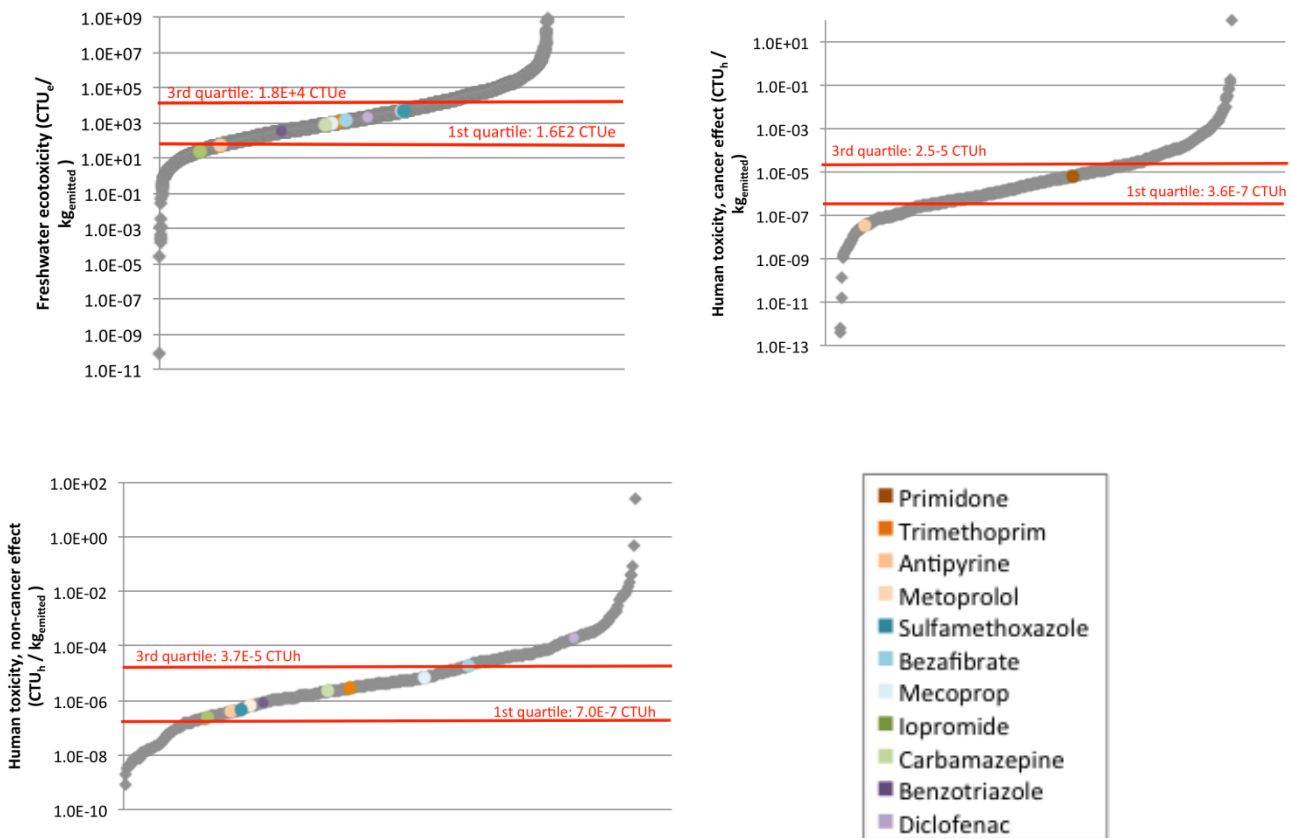 1.0E+09
1.0E+07
1.0E+05
1.0E+03
1.0E+01
1.0E-01
1.0E-03
1.0E-05
1.0E-07
1.0E-09
1.0E-11
Freshwater ecotoxicity (CTUe/
kgemitted)
3rd quartile: 1.8E+4 CTUe
1st quartile: 1.6E2 CTUe
1.0E+01
1.0E-01
1.0E-03
1.0E-05
1.0E-07
1.0E-09
1.0E-11
1.0E-13
Human toxicity, cancer effect (CTUh /
kgemitted)
3rd quartile: 2.5-5 CTUh
1st quartile: 3.6E-7 CTUh
1.0E+02
1.0E+00
1.0E-02
1.0E-04
1.0E-06
1.0E-08
1.0E-10
Human toxicity, non-cancer effect
(CTUh / kgemitted )
3rd quartile: 3.7E-5 CTUh
1st quartile: 7.0E-7 CTUh
Primidone
Trimethoprim
Antipyrine
Metoprolol
Sulfamethoxazole
Bezafibrate
Mecoprop
Iopromide
Carbamazepine
Benzotriazole
Diclofenac